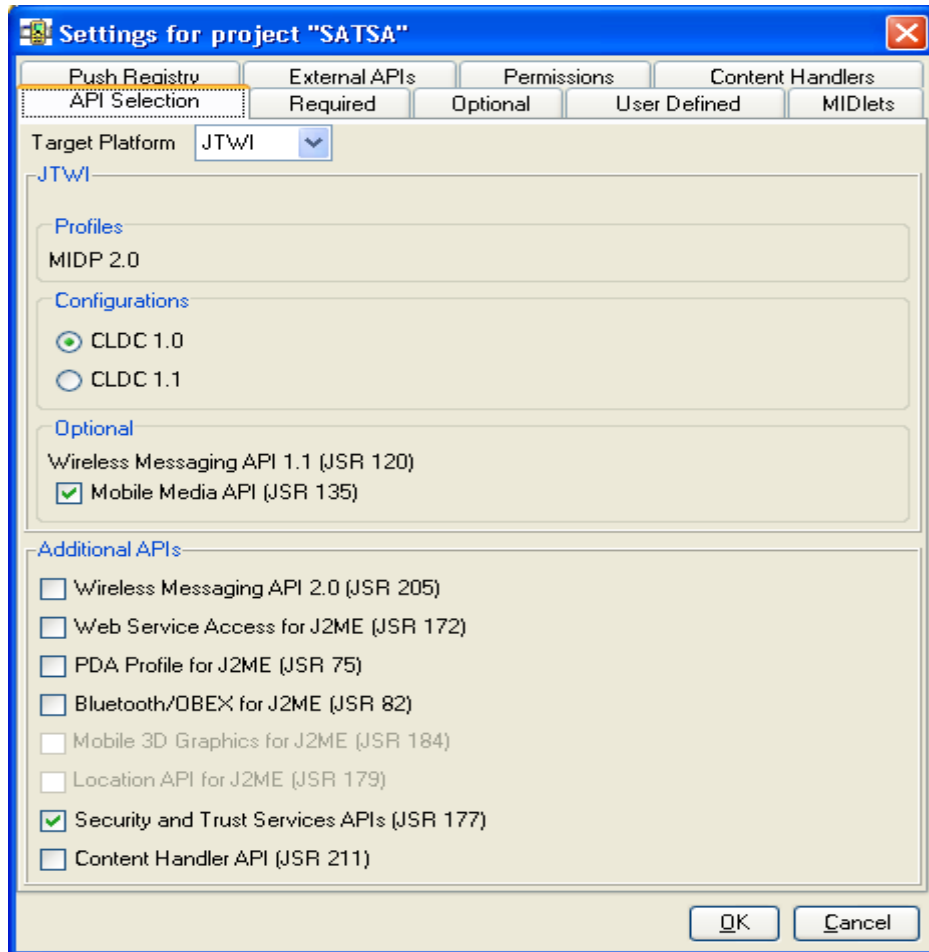 Settings for project "SATSA"
Push Registry External APIs Permissions Content Handlers
API Selection Required Optional User Defined MIDlets
Target Platform JTWI
JTWI
Profiles
MIDP 2.0
Configurations
CLDC 1.0
CLDC 1.1
Optional
Wireless Messaging API 1.1 (JSR 120)
Mobile Media API (JSR 135)
Additional APIs
Wireless Messaging API 2.0 (JSR 205)
Web Service Access for J2ME (JSR 172)
PDA Profile for J2ME (JSR 75)
Bluetooth/OBEX for J2ME (JSR 82)
Mobile 3D Graphics for J2ME (JSR 184)
Location API for J2ME (JSR 179)
Security and Trust Services APIs (JSR 177)
Content Handler API (JSR 211)
OK Cancel